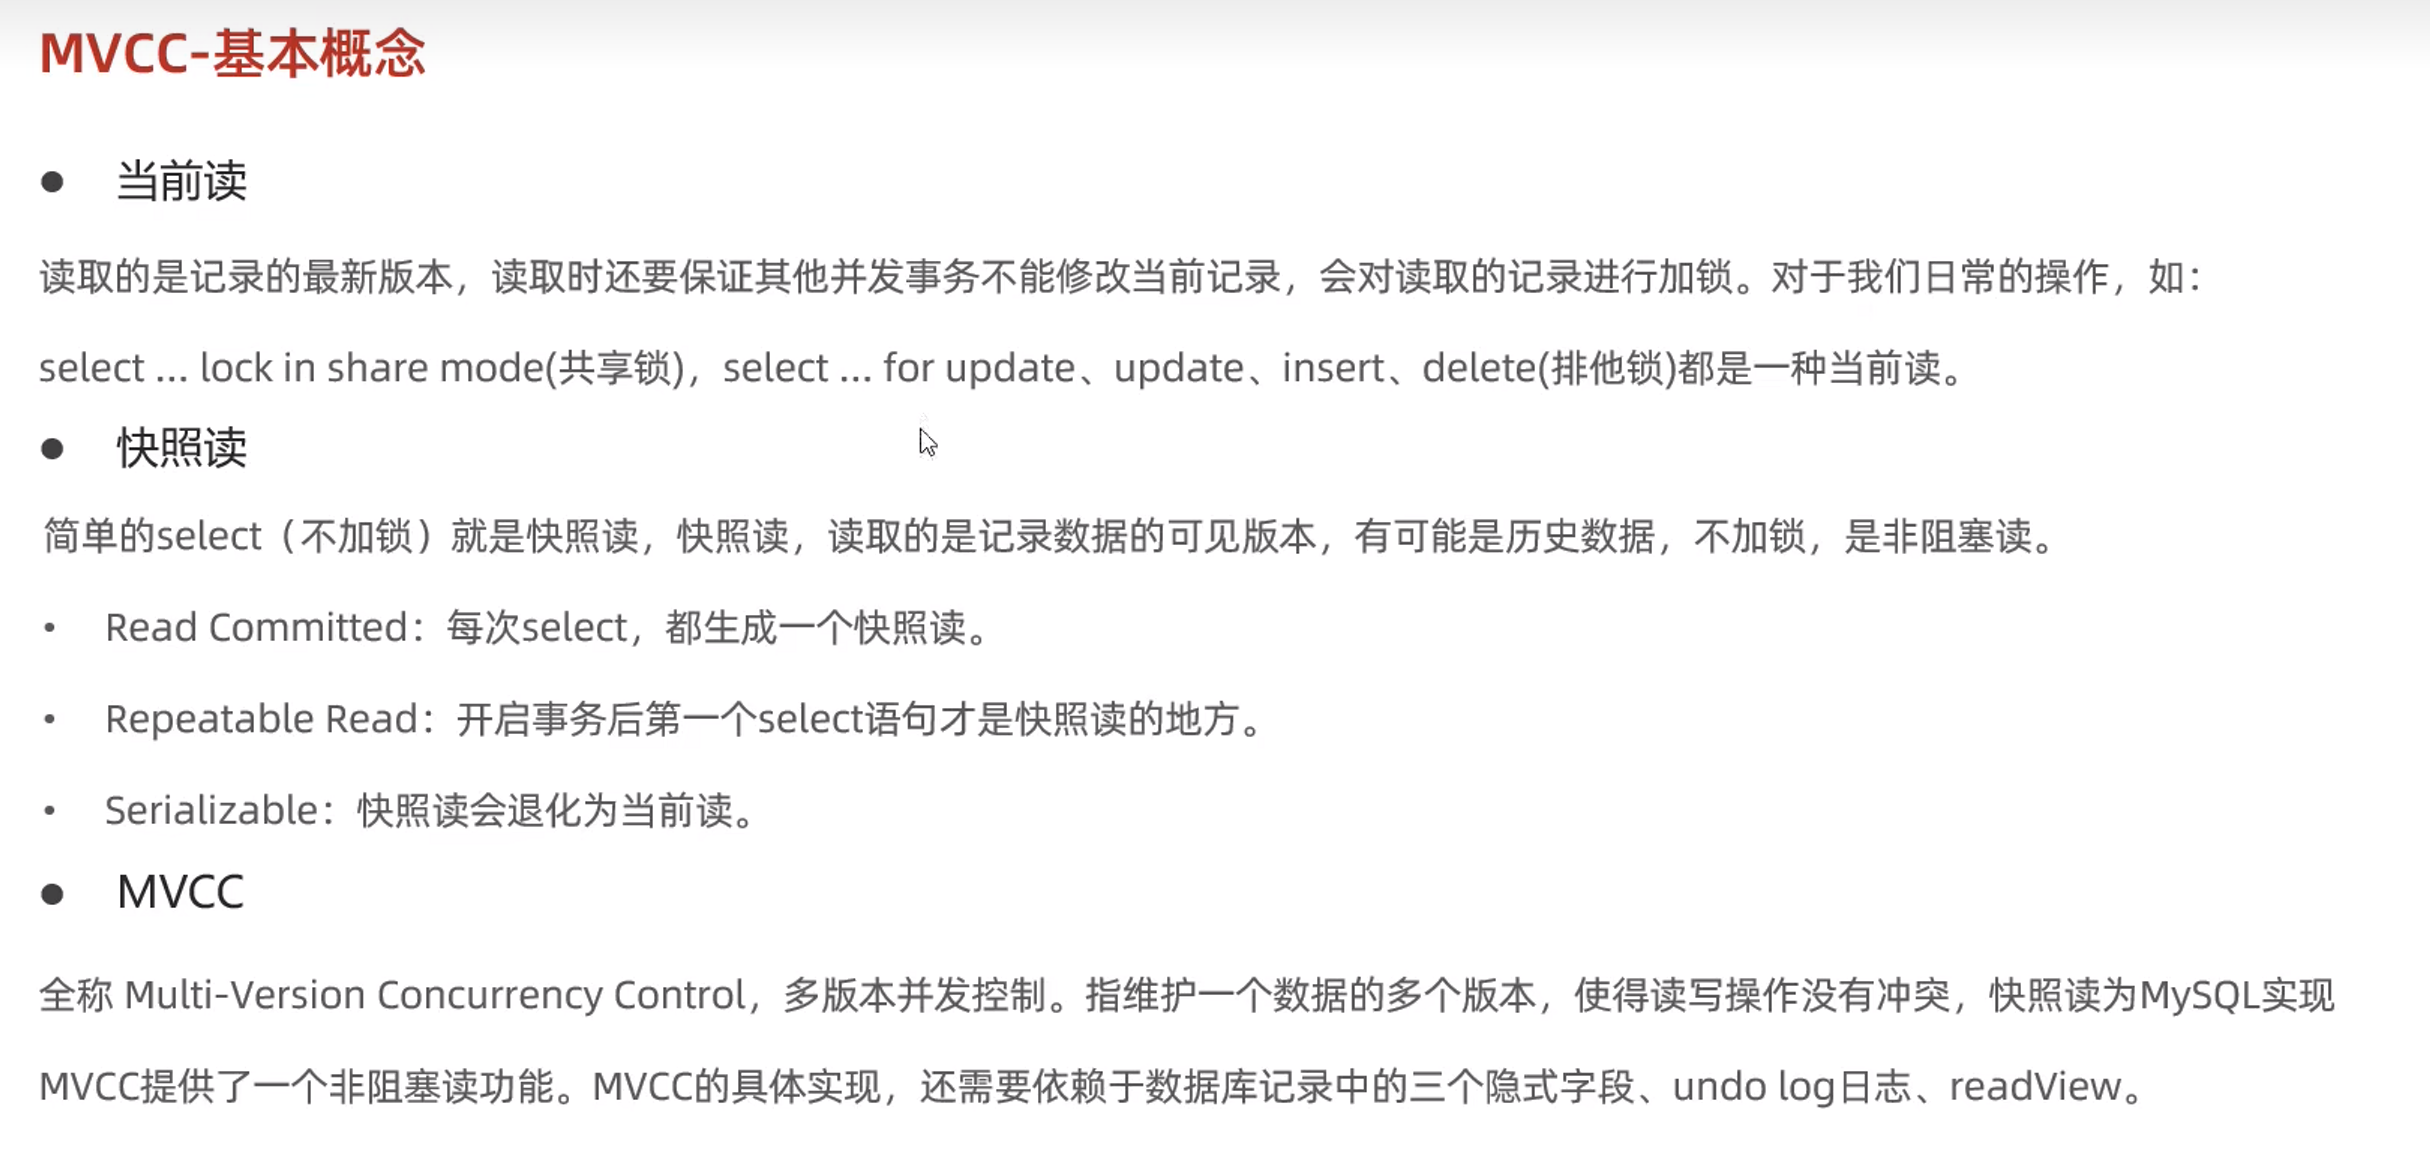 MVCC-基本概念
● 当前读
读取的是记录的最新版本，读取时还要保证其他并发事务不能修改当前记录，会对读取的记录进行加锁。对于我们日常的操作，如：
select ... lock in share mode(共享锁)，select ... for update、update、insert、delete(排他锁)都是一种当前读。
● 快照读
简单的select（不加锁）就是快照读，快照读，读取的是记录数据的可见版本，有可能是历史数据，不加锁，是非阻塞读。
• Read Committed：每次select，都生成一个快照读。
• Repeatable Read：开启事务后第一个select语句才是快照读的地方。
• Serializable：快照读会退化为当前读。
● MVCC
全称 Multi-Version Concurrency Control，多版本并发控制。指维护一个数据的多个版本，使得读写操作没有冲突，快照读为MySQL实现
MVCC提供了一个非阻塞读功能。MVCC的具体实现，还需要依赖于数据库记录中的三个隐式字段、undo log日志、readView。